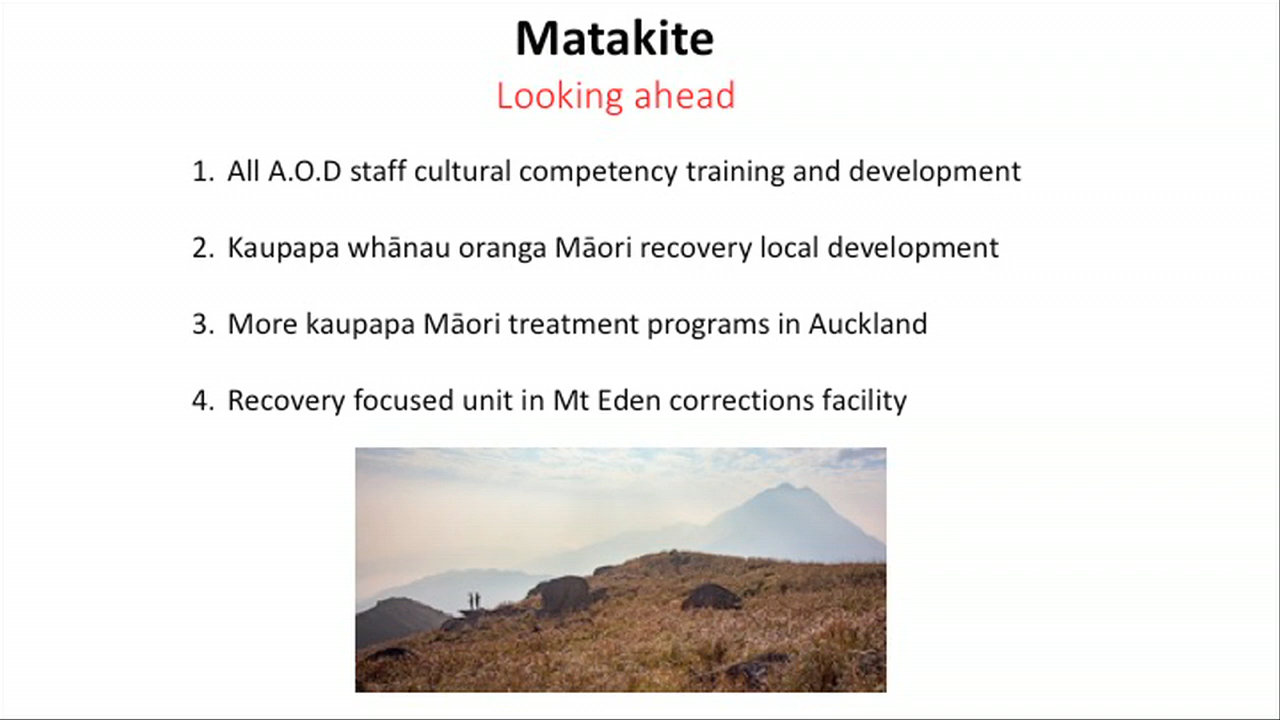 Matakite
Looking ahead
1. All A.O.D staff cultural competency training and development
2. Kaupapa whānau oranga Māori recovery local development
3. More kaupapa Māori treatment programs in Auckland
4. Recovery focused unit in Mt Eden corrections facility